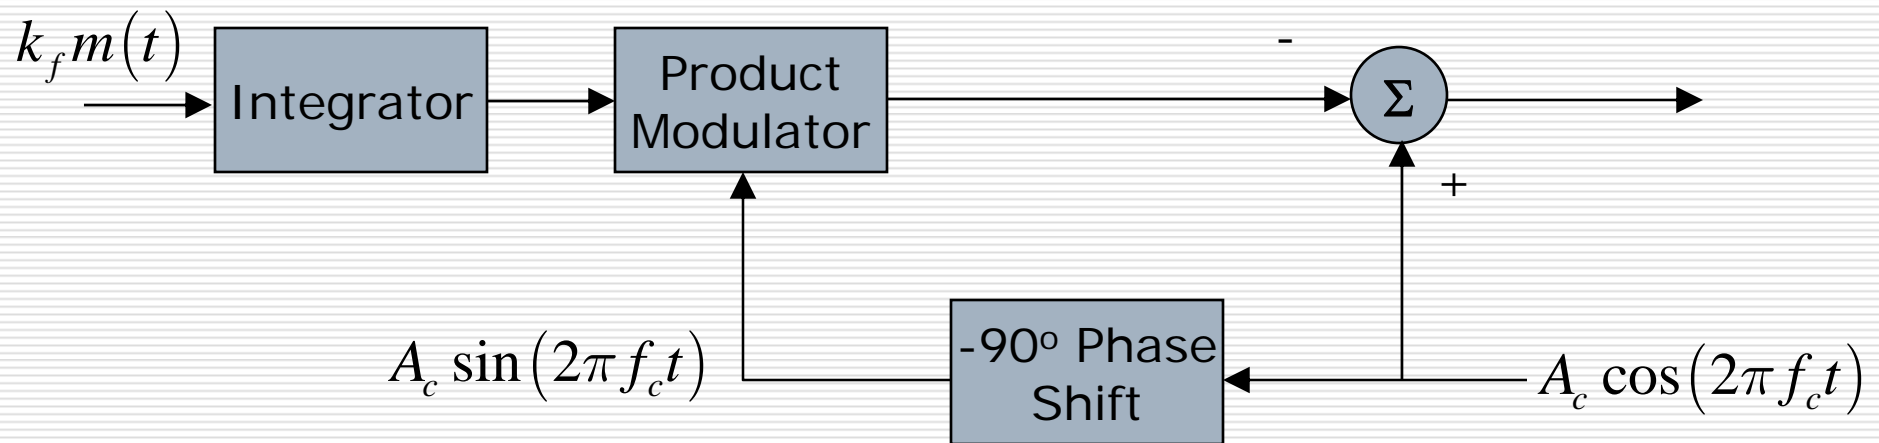 k_f m(t)
Integrator
Product
Modulator
-
Σ
+
A_c sin(2π f_c t)
-90° Phase
Shift
A_c cos(2π f_c t)